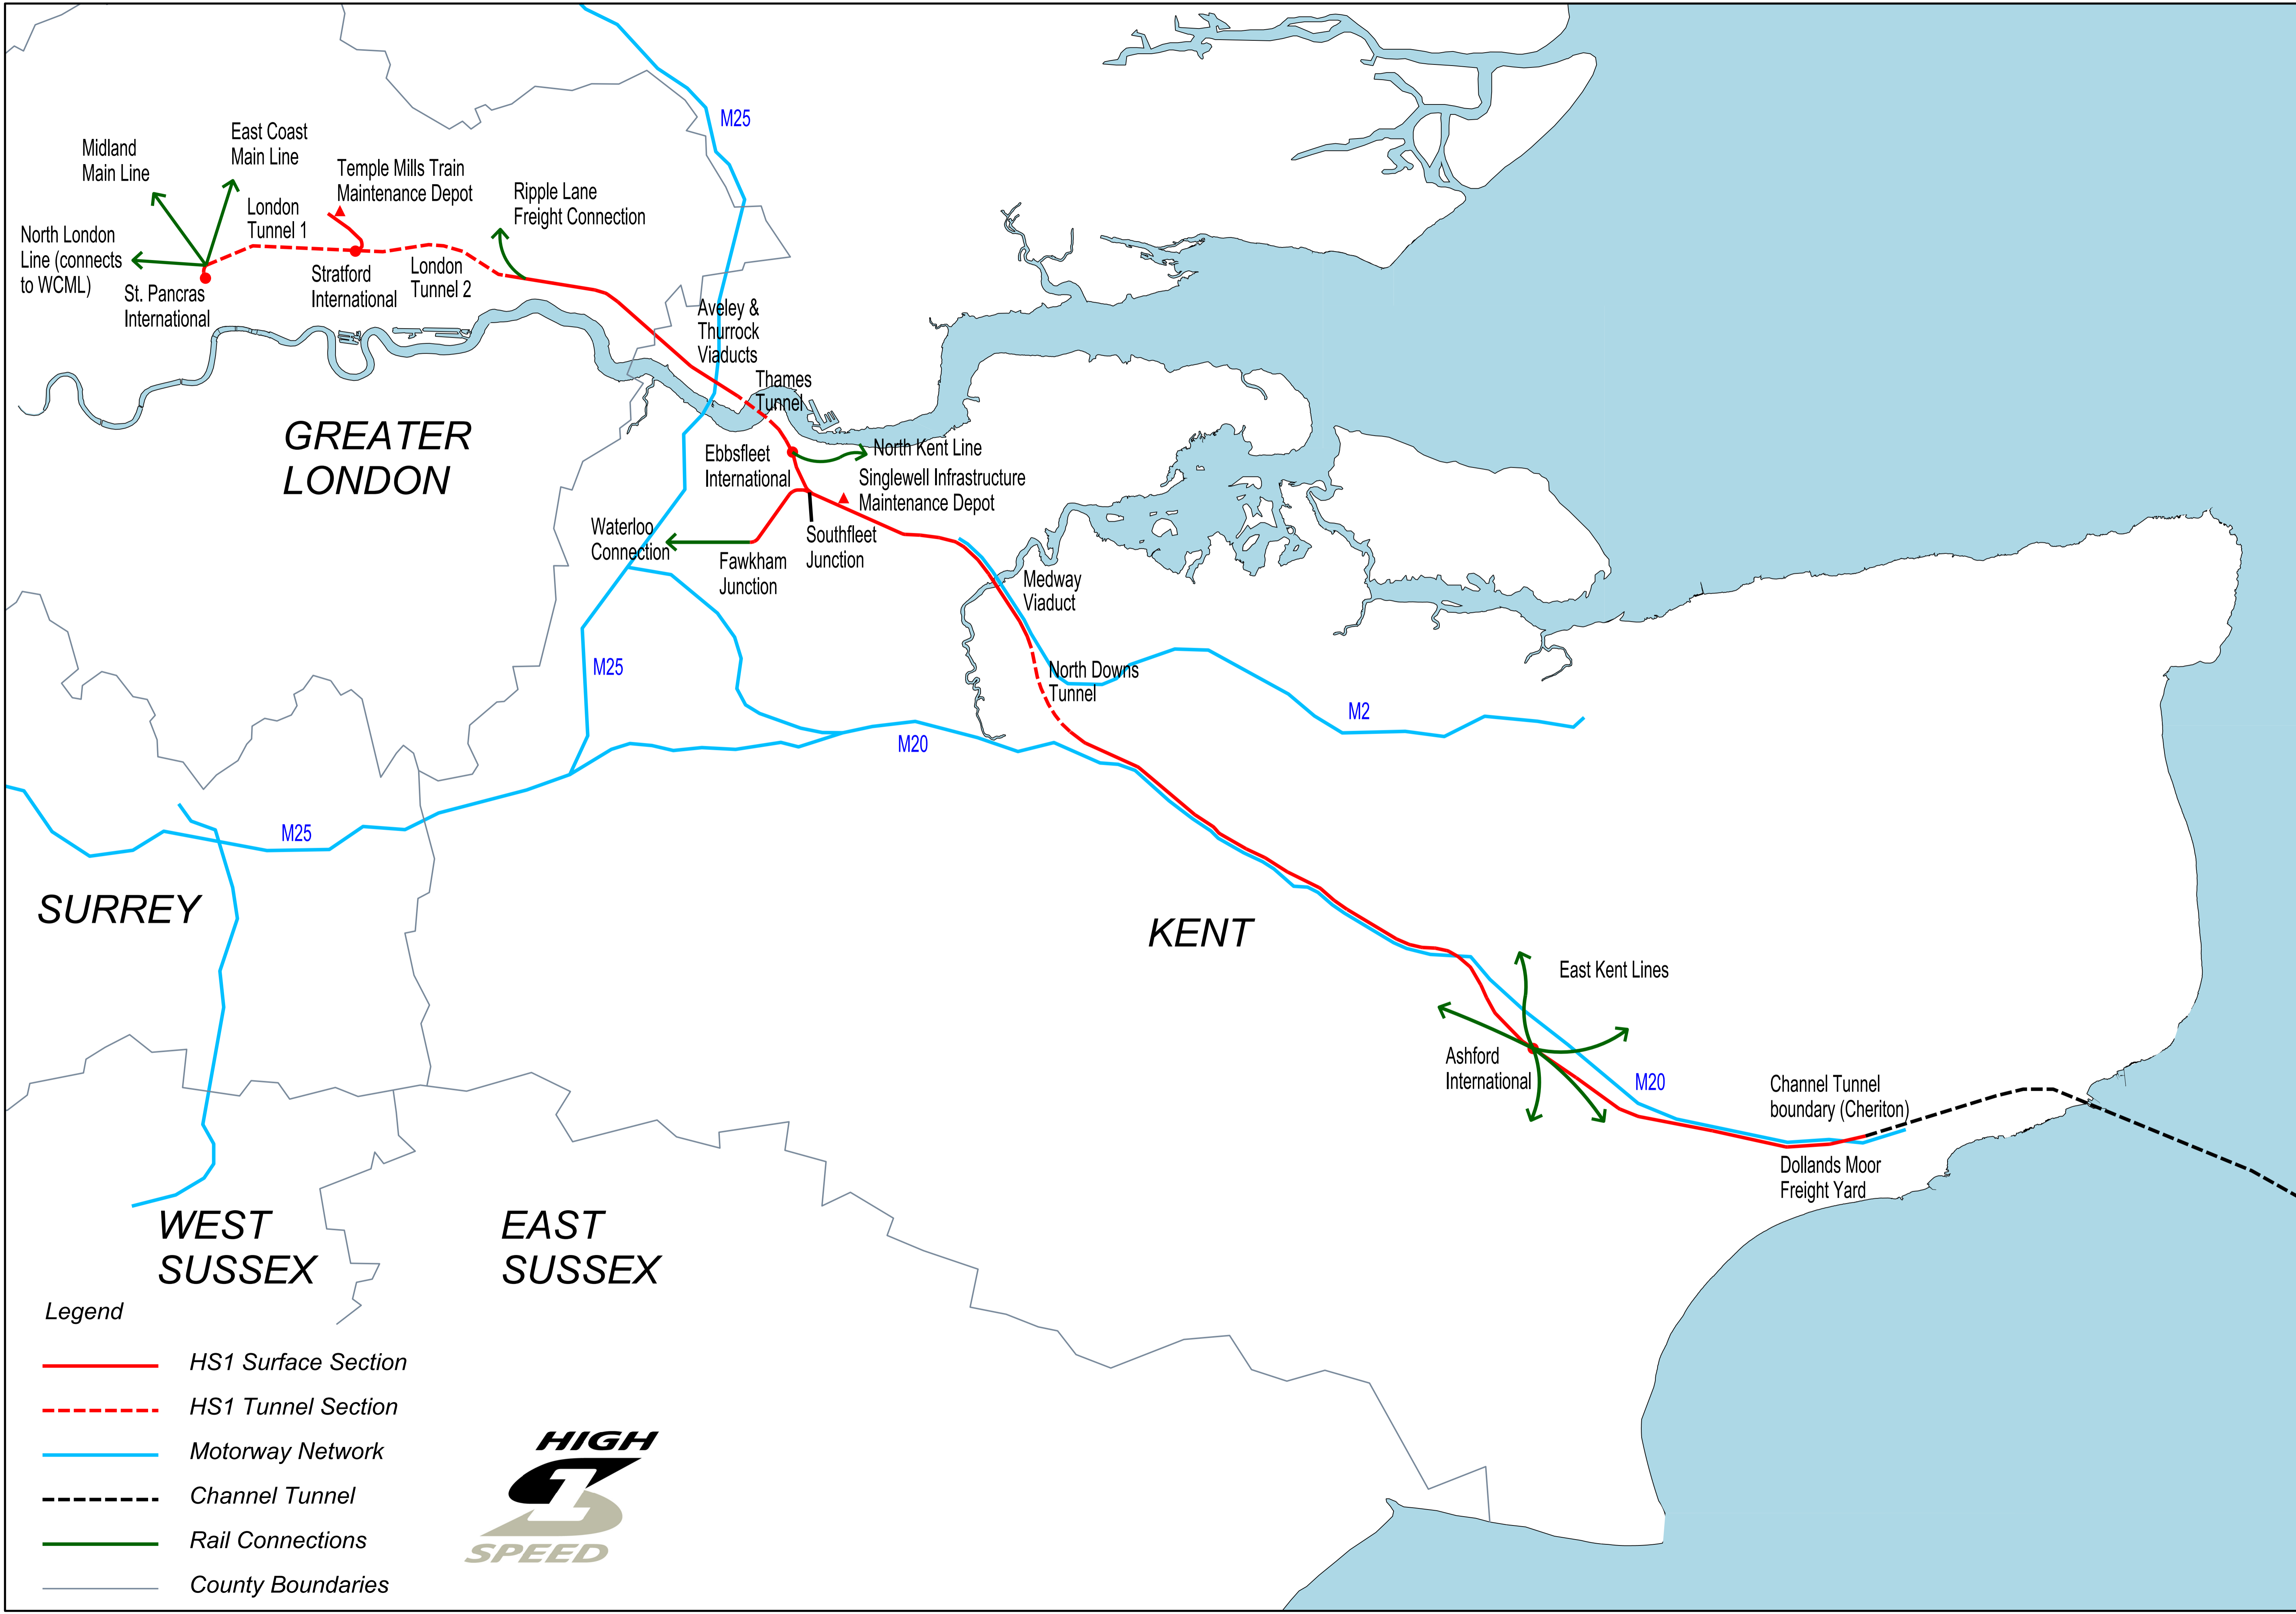 M25
East Coast
Main Line
Midland
Main Line
Temple Mills Train
Maintenance Depot
Ripple Lane
Freight Connection
London
Tunnel 1
North London
Line (connects
to WCML)
St. Pancras
International
Stratford
International
London
Tunnel 2
Aveley &
Thurrock
Viaducts
Thames
Tunnel
GREATER
LONDON
Ebbsfleet
International
North Kent Line
Singlewell Infrastructure
Maintenance Depot
Waterloo
Connection
Fawkham
Junction
Southfleet
Junction
Medway
Viaduct
M25
North Downs
Tunnel
M2
M20
M25
SURREY
KENT
East Kent Lines
Ashford
International
M20
Channel Tunnel
boundary (Cheriton)
Dollands Moor
Freight Yard
WEST
SUSSEX
EAST
SUSSEX
Legend
HS1 Surface Section
HS1 Tunnel Section
Motorway Network
Channel Tunnel
Rail Connections
County Boundaries
HIGH
1
SPEED